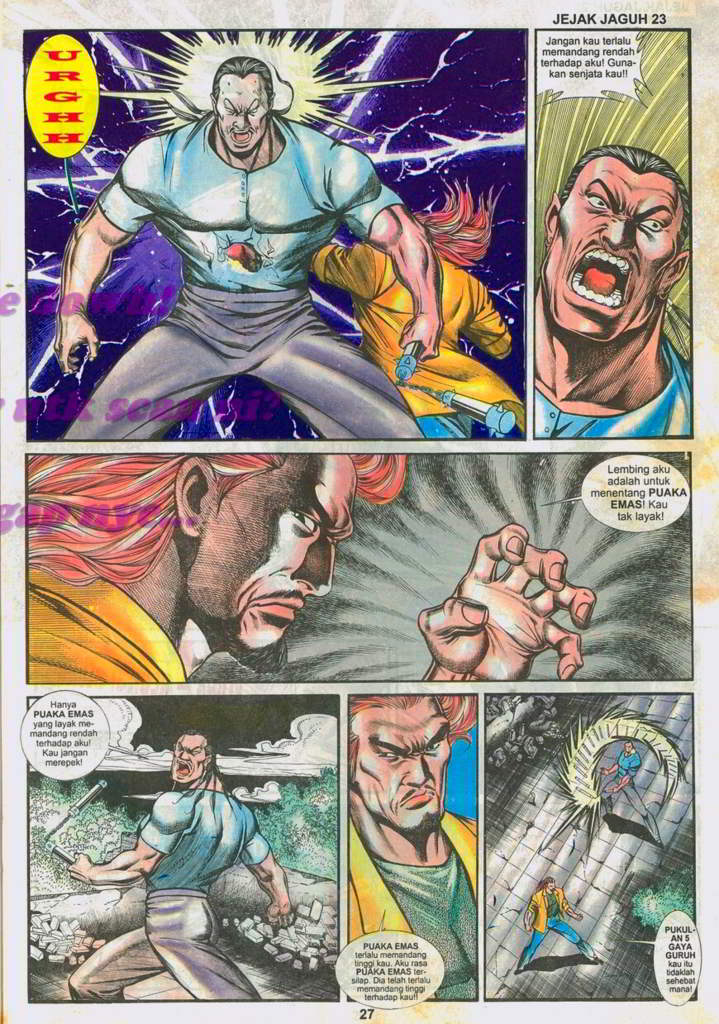 JEJAK JAGUH 23
URGHH
Jangan kau terlalu
memandang rendah
terhadap aku! Guna-
kan senjata kau!!
Lembing aku
adalah untuk
menentang PUAKA
EMAS! Kau
tak layak!
Hanya
PUAKA EMAS
yang layak me-
mandang rendah
terhadap aku!
Kau jangan
merepek!
PUAKA EMAS
terlalu memandang
tinggi kau. Aku rasa
PUAKA EMAS ter-
silap. Dia telah terlalu
memandang tinggi
terhadap kau!!
PUKUL-
AN 5
GAYA
GURUH
kau itu
tidaklah
sehebat
mana!
27